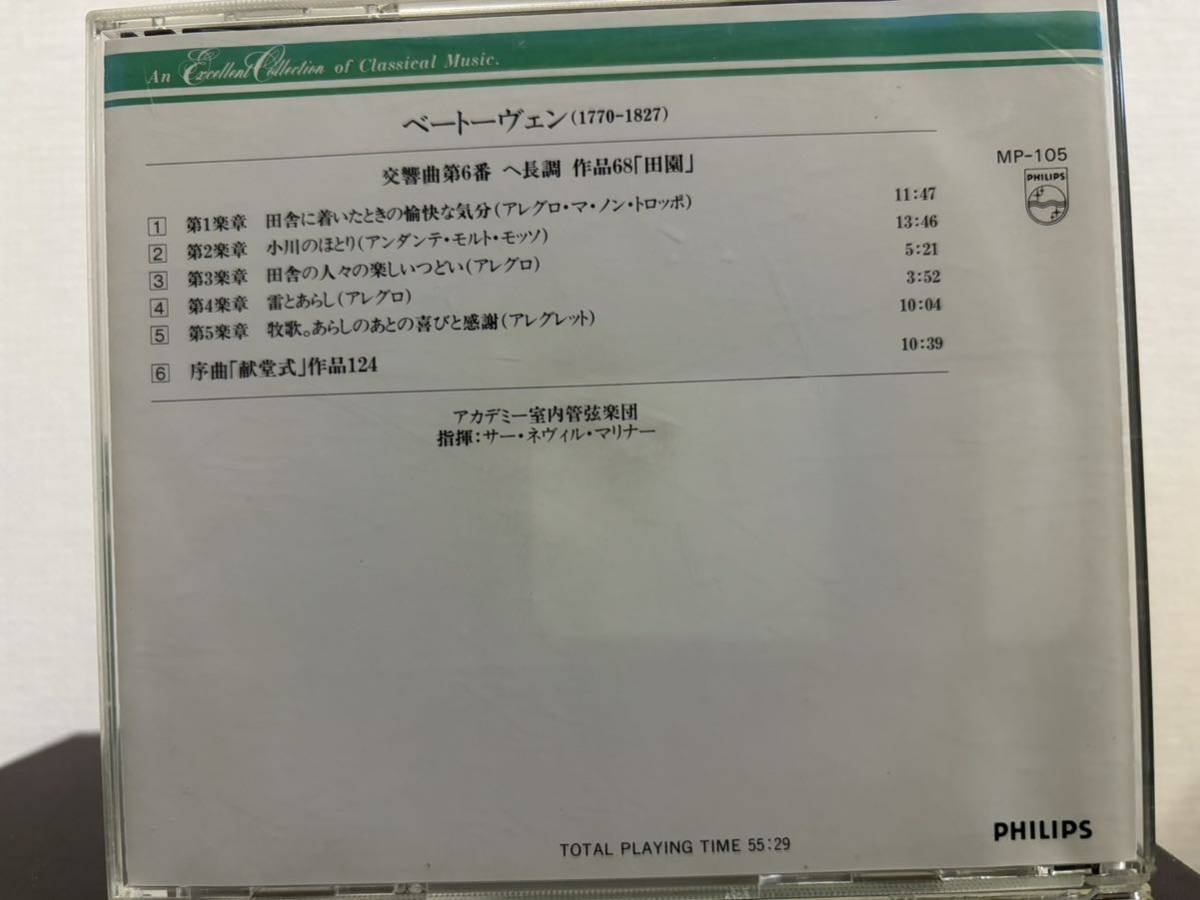 An Excellent Collection of Classical Music.
ベートーヴェン(1770-1827)
MP-105
PHILIPS
交響曲第6番 ヘ長調 作品68「田園」
1 第1楽章 田舎に着いたときの愉快な気分(アレグロ・マ・ノン・トロッポ) 11:47
2 第2楽章 小川のほとり(アンダンテ・モルト・モッソ) 13:46
3 第3楽章 田舎の人々の楽しいつどい(アレグロ) 5:21
4 第4楽章 雷とあらし(アレグロ) 3:52
5 第5楽章 牧歌。あらしのあとの喜びと感謝(アレグレット) 10:04
6 序曲「献堂式」作品124 10:39
アカデミー室内管弦楽団
指揮:サー・ネヴィル・マリナー
PHILIPS
TOTAL PLAYING TIME 55:29